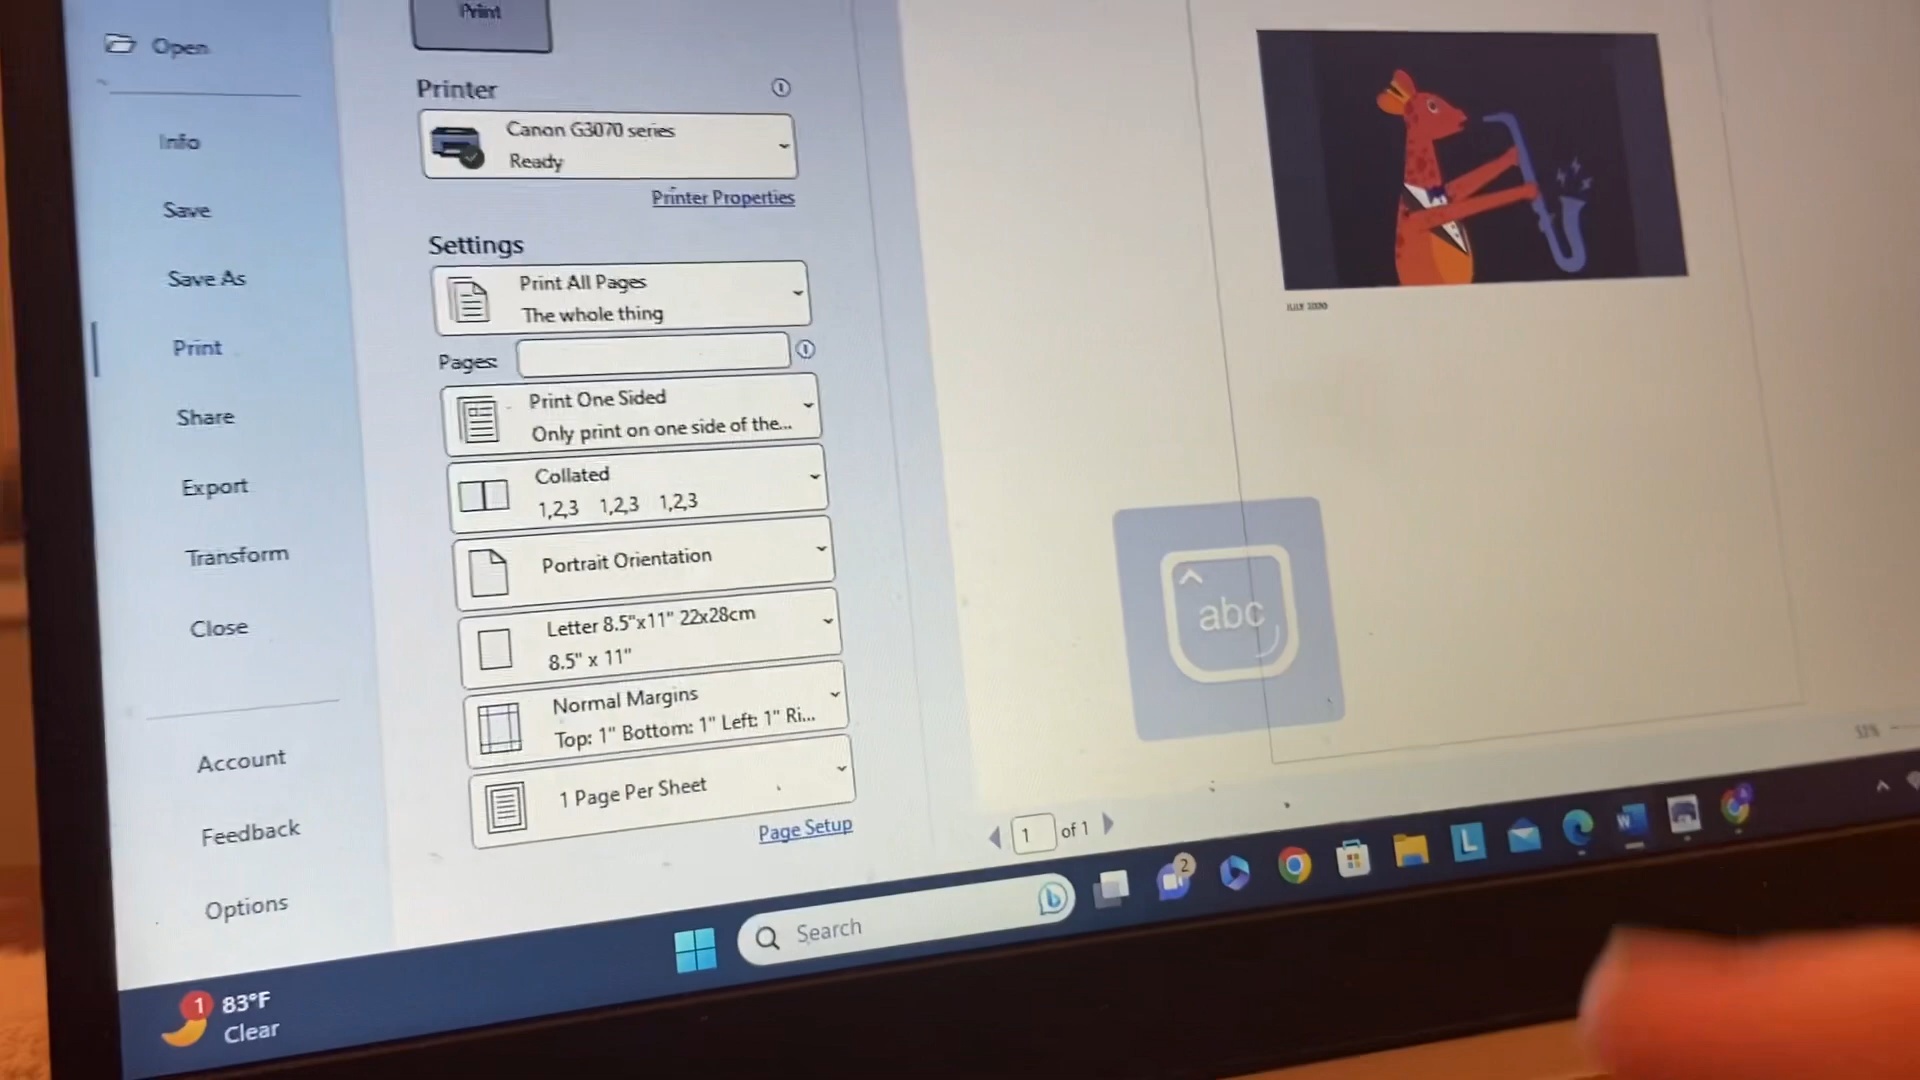 Print
Open
Printer
Canon G3070 series
Ready
Info
Printer Properties
Save
Settings
Save As
Print All Pages
The whole thing
Print
Pages:
Print One Sided
Only print on one side of the...
Share
Collated
1,2,3 1,2,3 1,2,3
Export
Portrait Orientation
Transform
Letter 8.5"x11" 22x28cm
8.5" x 11"
Close
Normal Margins
Top: 1" Bottom: 1" Left: 1" Ri...
abc
Account
1 Page Per Sheet
Page Setup
1 of 1
Feedback
Options
Search
2
L
W
1
83°F
Clear